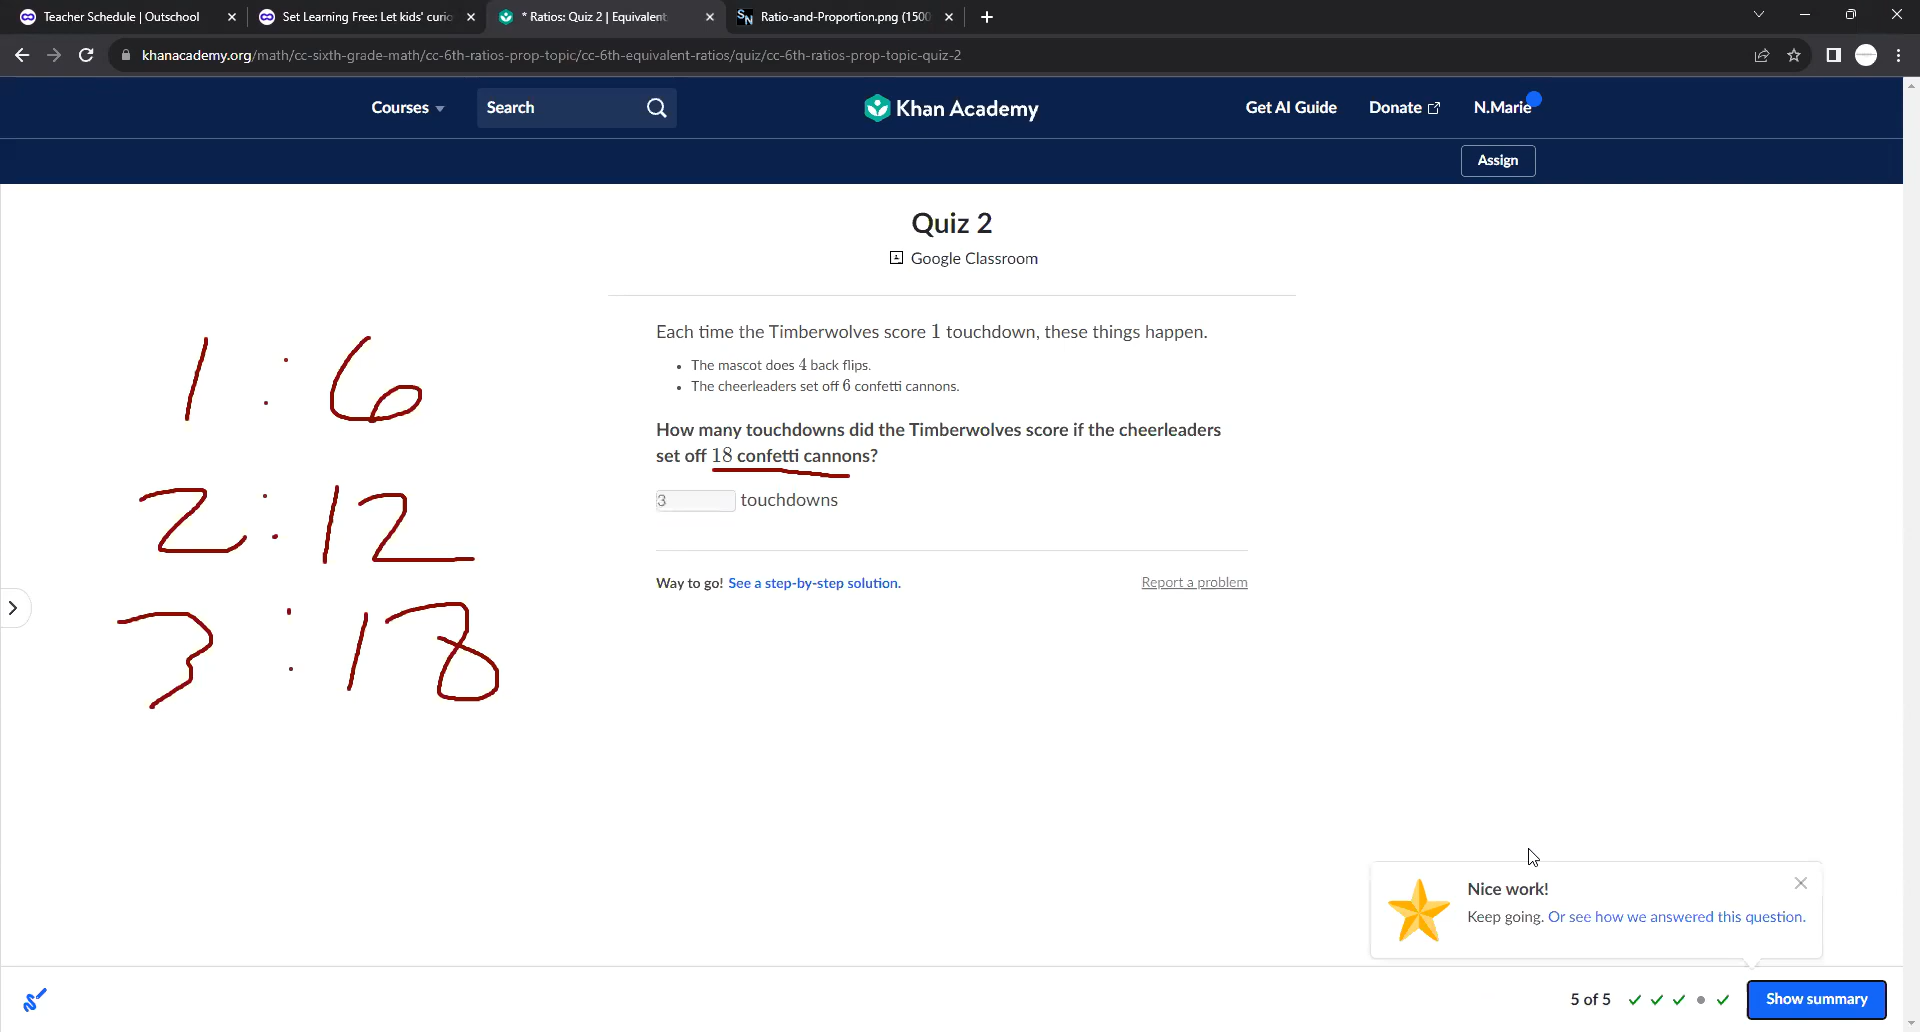 Teacher Schedule | Outschool
Set Learning Free: Let kids' curio
* Ratios: Quiz 2 | Equivalent
Ratio-and-Proportion.png (1500
khanacademy.org/math/cc-sixth-grade-math/cc-6th-ratios-prop-topic/cc-6th-equivalent-ratios/quiz/cc-6th-ratios-prop-topic-quiz-2
Courses
Search
Khan Academy
Get AI Guide
Donate
N.Marie
Assign
Quiz 2
Google Classroom
Each time the Timberwolves score 1 touchdown, these things happen.
• The mascot does 4 back flips.
• The cheerleaders set off 6 confetti cannons.
How many touchdowns did the Timberwolves score if the cheerleaders
set off 18 confetti cannons?
3 touchdowns
Way to go! See a step-by-step solution.
Report a problem
1 : 6
2 : 12
3 : 18
Nice work!
Keep going. Or see how we answered this question.
5 of 5
Show summary